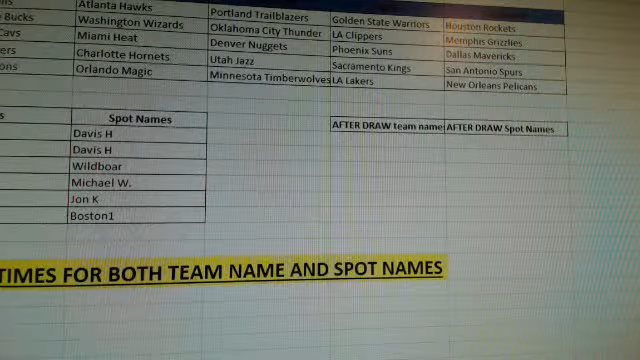 Atlanta Hawks Portland Trailblazers Golden State Warriors Houston Rockets
Bucks Washington Wizards Oklahoma City Thunder LA Clippers Memphis Grizzlies
Cavs Miami Heat Denver Nuggets Phoenix Suns Dallas Mavericks
ers Charlotte Hornets Utah Jazz Sacramento Kings San Antonio Spurs
ons Orlando Magic Minnesota Timberwolves LA Lakers New Orleans Pelicans
s Spot Names AFTER DRAW team name AFTER DRAW Spot Names
Davis H
Davis H
Wildboar
Michael W.
Jon K
Boston1
TIMES FOR BOTH TEAM NAME AND SPOT NAMES